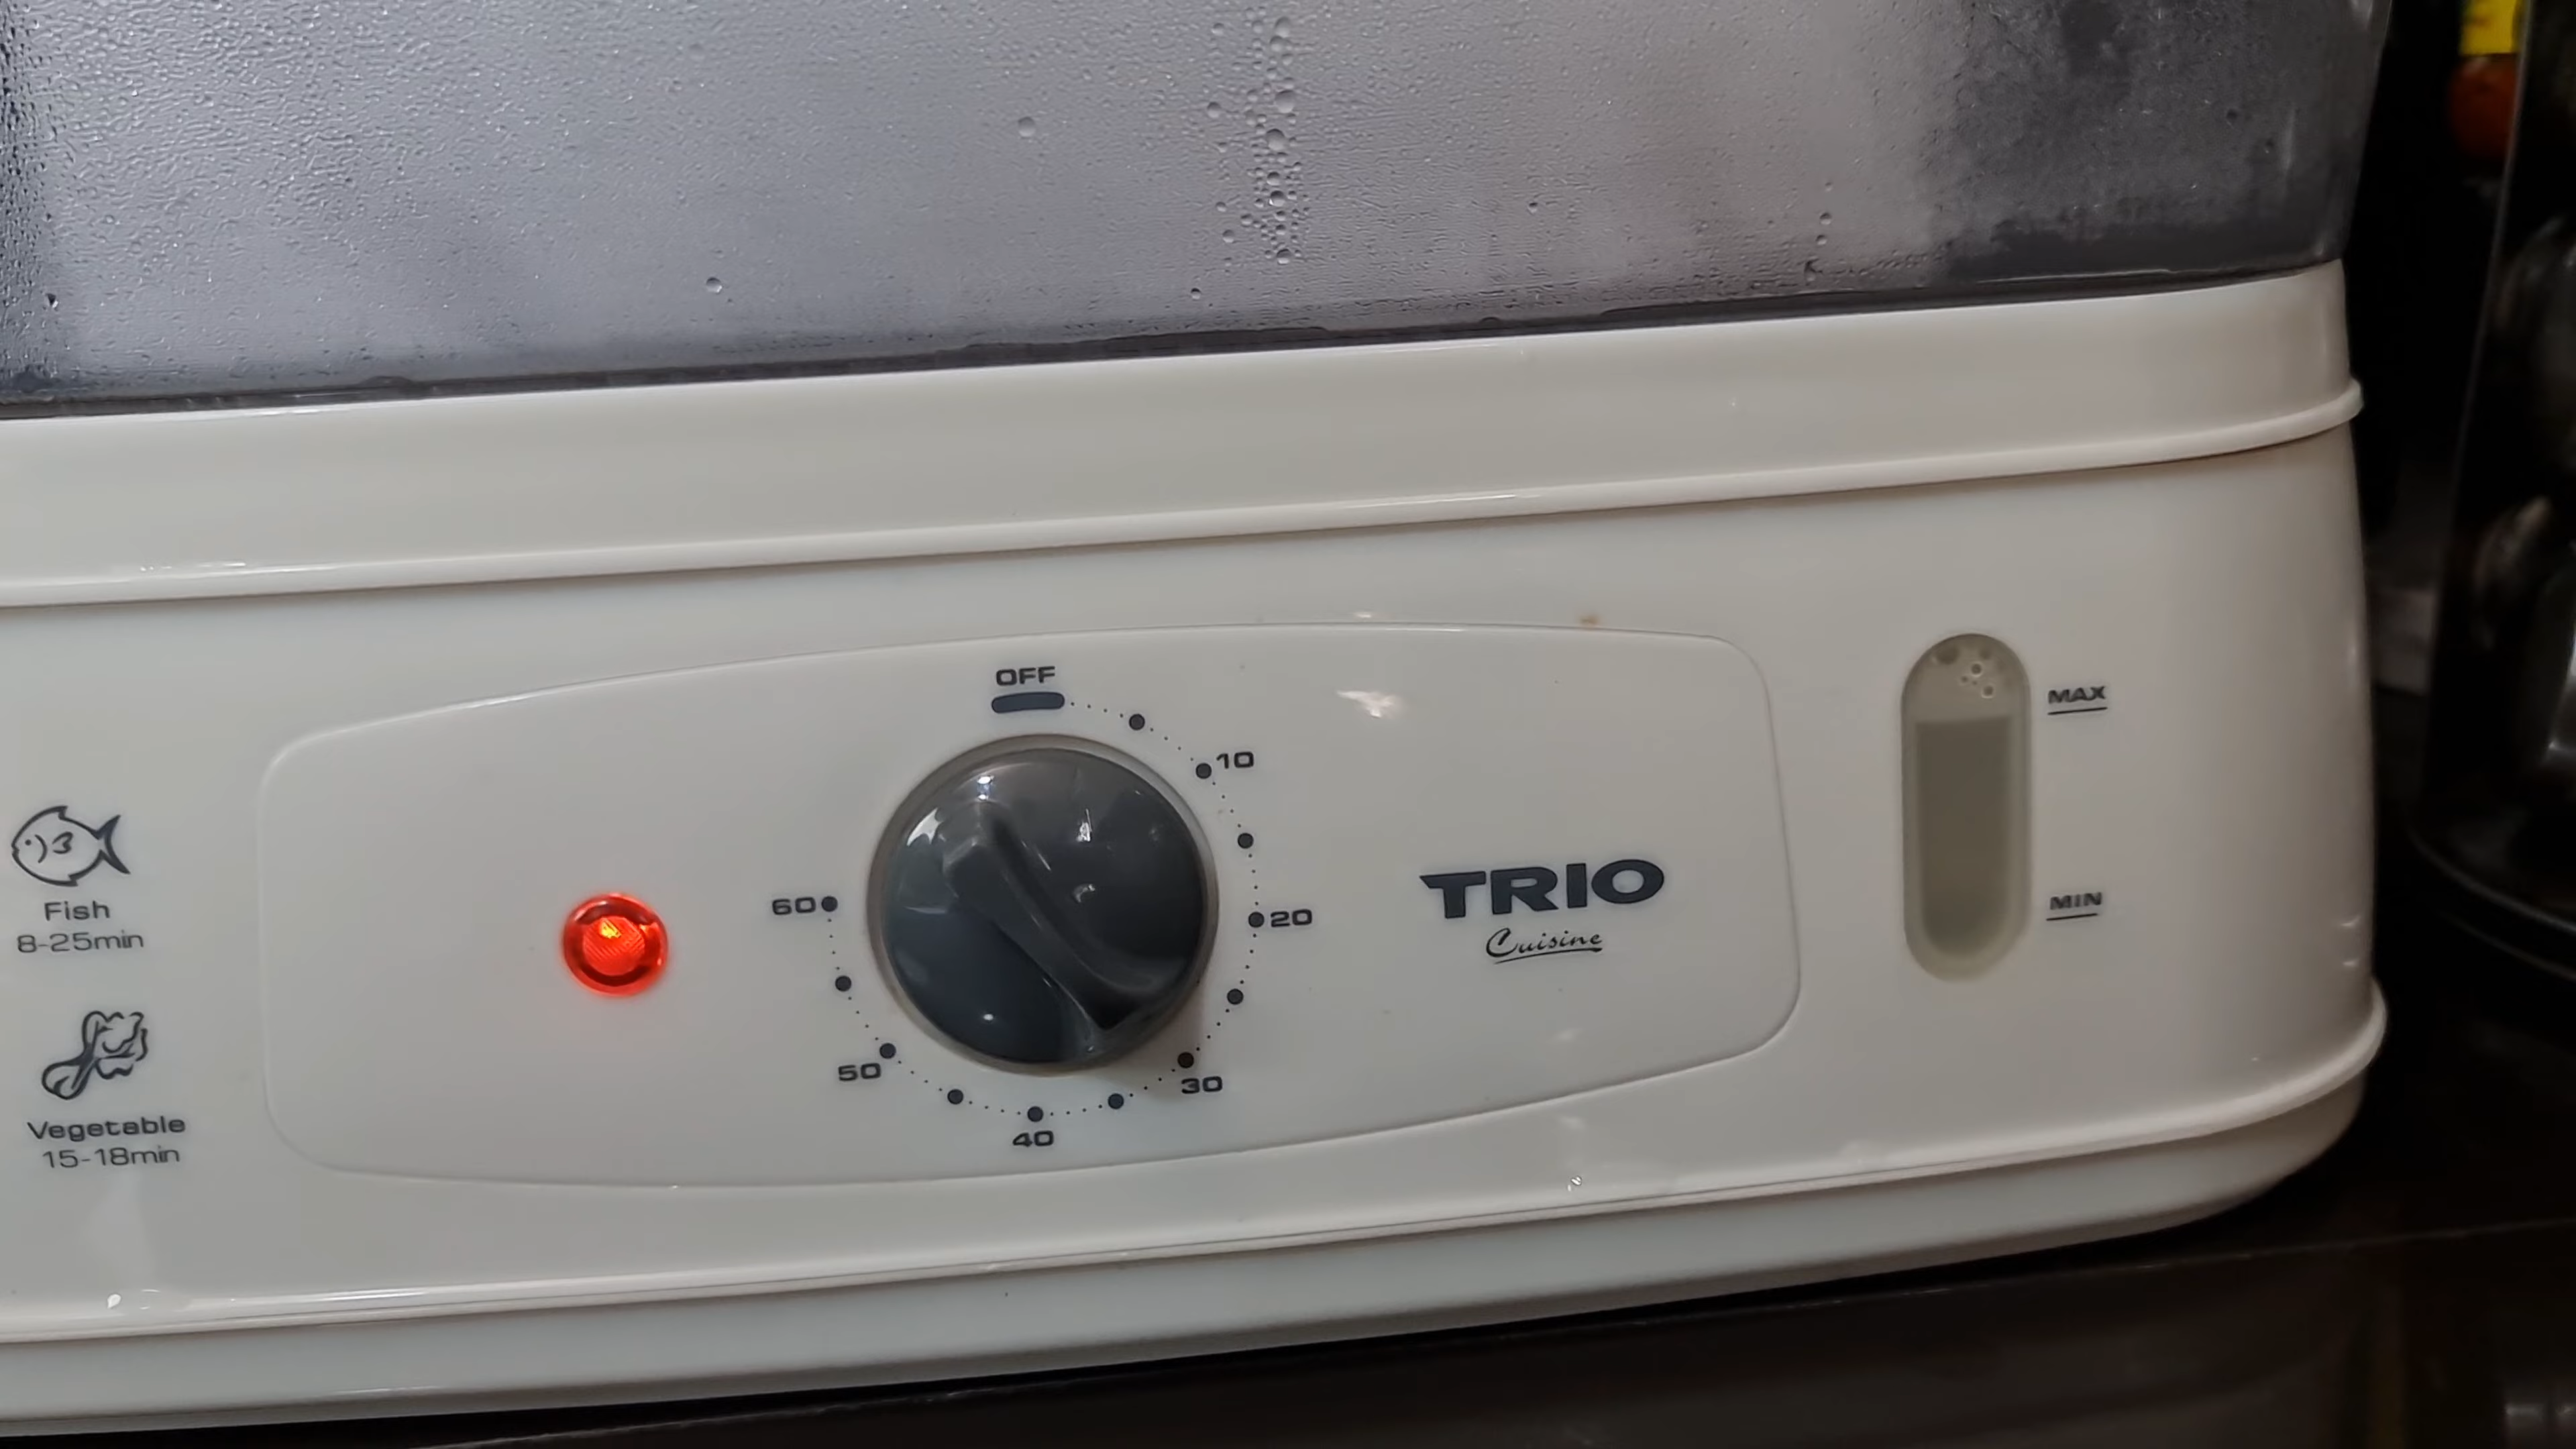 OFF
10
20
30
40
50
60
Fish
8-25min
Vegetable
15-18min
TRIO
Cuisine
MAX
MIN